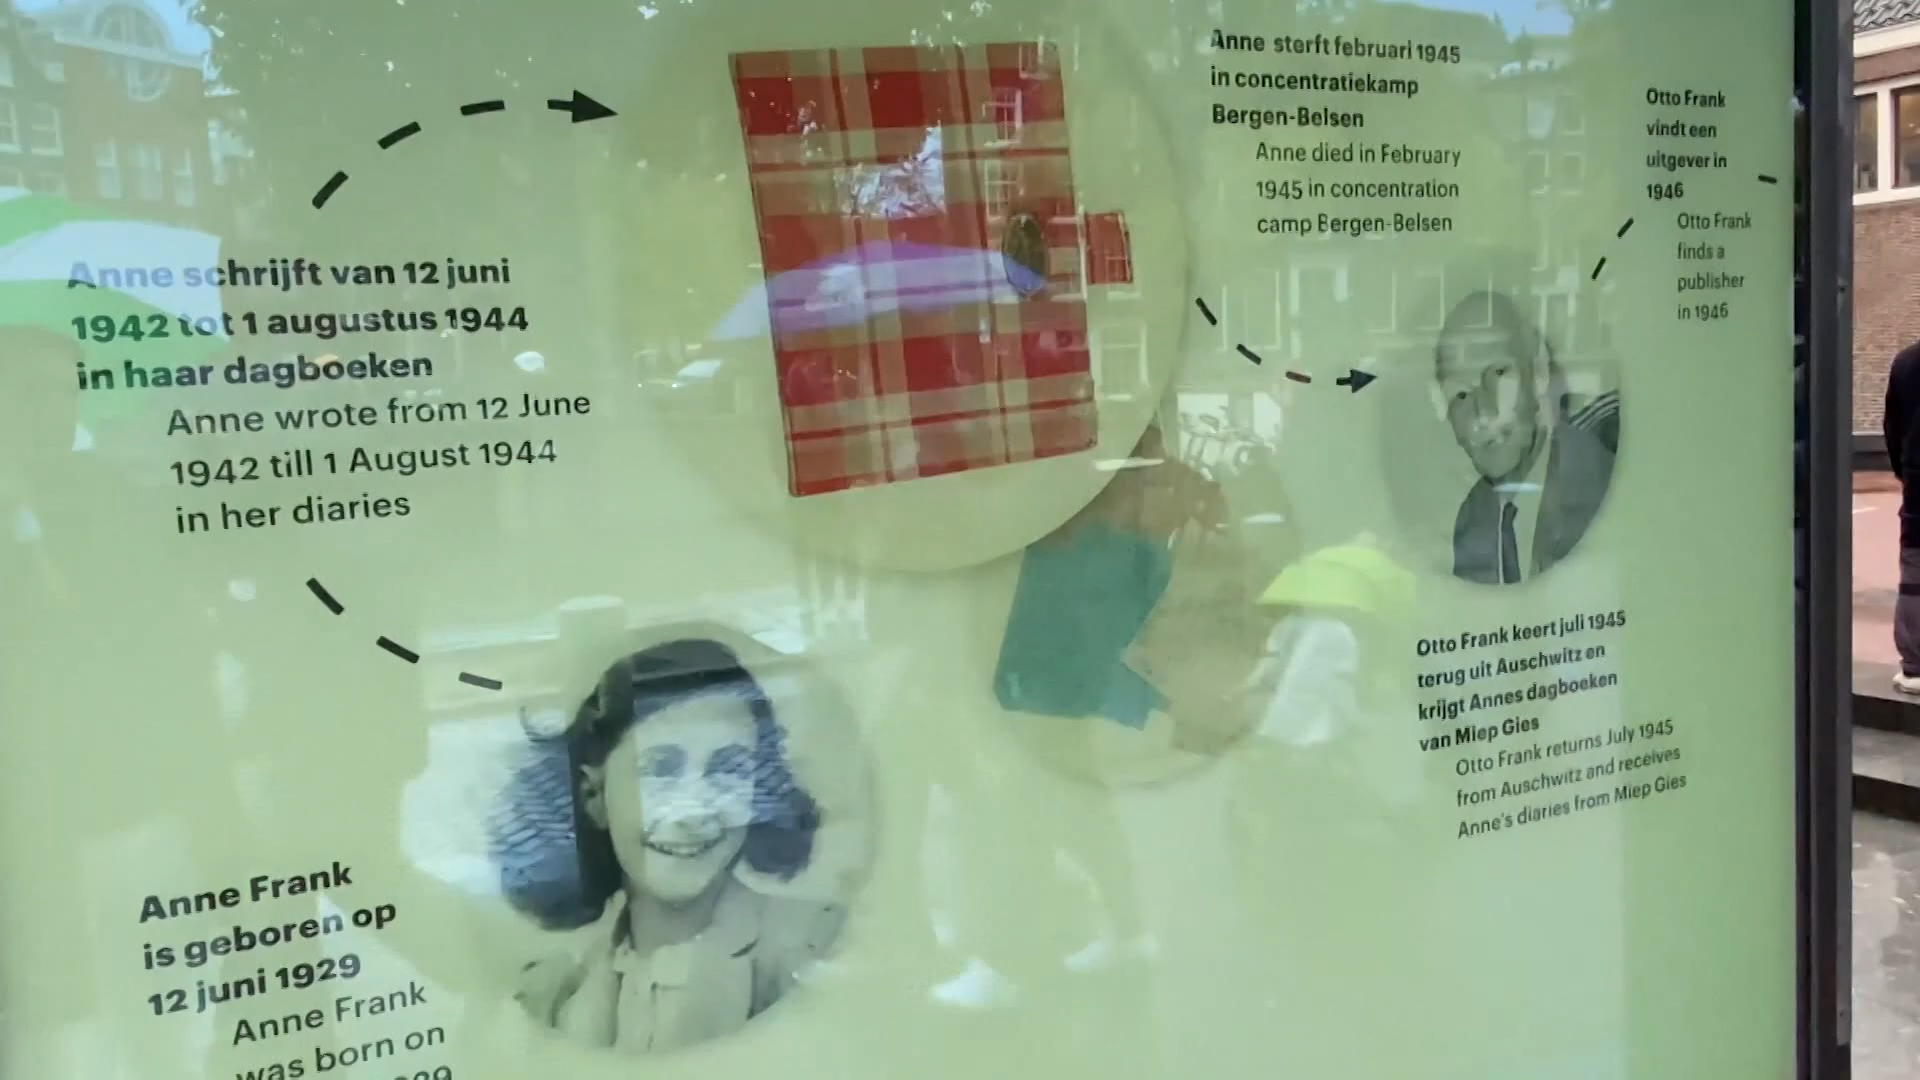 Anne schrijft van 12 juni
1942 tot 1 augustus 1944
in haar dagboeken
Anne wrote from 12 June
1942 till 1 August 1944
in her diaries
Anne Frank
is geboren op
12 juni 1929
Anne Frank
was born on
Anne sterft februari 1945
in concentratiekamp
Bergen-Belsen
Anne died in February
1945 in concentration
camp Bergen-Belsen
Otto Frank keert juli 1945
terug uit Auschwitz en
krijgt Annes dagboeken
van Miep Gies
Otto Frank returns July 1945
from Auschwitz and receives
Anne's diaries from Miep Gies
Otto Frank
vindt een
uitgever in
1946
Otto Frank
finds a
publisher
in 1946